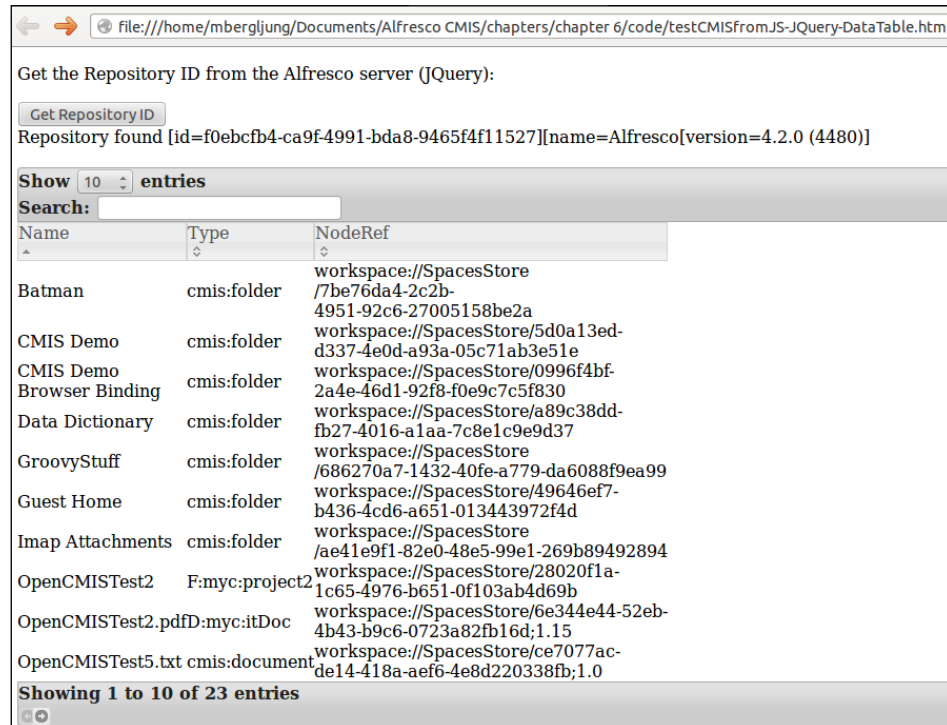 file:///home/mbergljung/Documents/Alfresco CMIS/chapters/chapter 6/code/testCMISfromJS-JQuery-DataTable.htm
Get the Repository ID from the Alfresco server (JQuery):
Get Repository ID
Repository found [id=f0ebcfb4-ca9f-4991-bda8-9465f4f11527][name=Alfresco[version=4.2.0 (4480)]
Show 10 entries
Search:
Name Type NodeRef
workspace://SpacesStore
Batman cmis:folder /7be76da4-2c2b-
4951-92c6-27005158be2a
CMIS Demo cmis:folder workspace://SpacesStore/5d0a13ed-
d337-4e0d-a93a-05c71ab3e51e
CMIS Demo
Browser Binding cmis:folder workspace://SpacesStore/0996f4bf-
2a4e-46d1-92f8-f0e9c7c5f830
Data Dictionary cmis:folder workspace://SpacesStore/a89c38dd-
fb27-4016-a1aa-7c8e1c9e9d37
GroovyStuff cmis:folder workspace://SpacesStore
/686270a7-1432-40fe-a779-da6088f9ea99
Guest Home cmis:folder workspace://SpacesStore/49646ef7-
b436-4cd6-a651-013443972f4d
Imap Attachments cmis:folder workspace://SpacesStore
/ae41e9f1-82e0-48e5-99e1-269b89492894
OpenCMISTest2 F:myc:project2 workspace://SpacesStore/28020f1a-
1c65-4976-b651-0f103ab4d69b
OpenCMISTest2.pdf D:myc:itDoc workspace://SpacesStore/6e344e44-52eb-
4b43-b9c6-0723a82fb16d;1.15
OpenCMISTest5.txt cmis:document workspace://SpacesStore/ce7077ac-
de14-418a-aef6-4e8d220338fb;1.0
Showing 1 to 10 of 23 entries